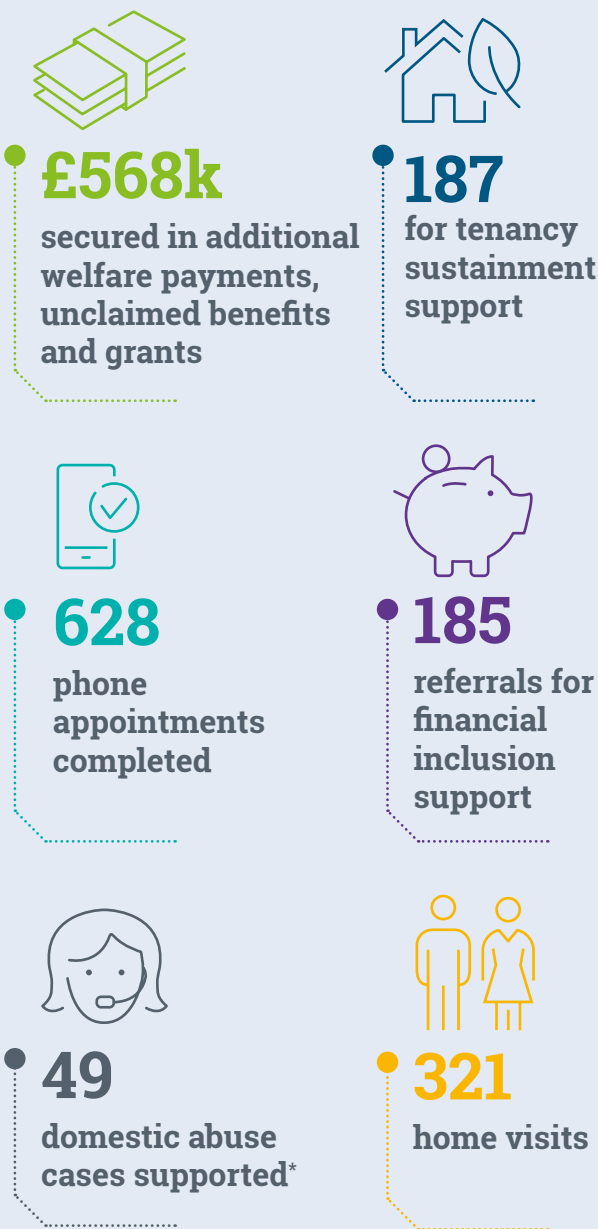 £568k
secured in additional
welfare payments,
unclaimed benefits
and grants
187
for tenancy
sustainment
support
628
phone
appointments
completed
185
referrals for
financial
inclusion
support
49
domestic abuse
cases supported*
321
home visits